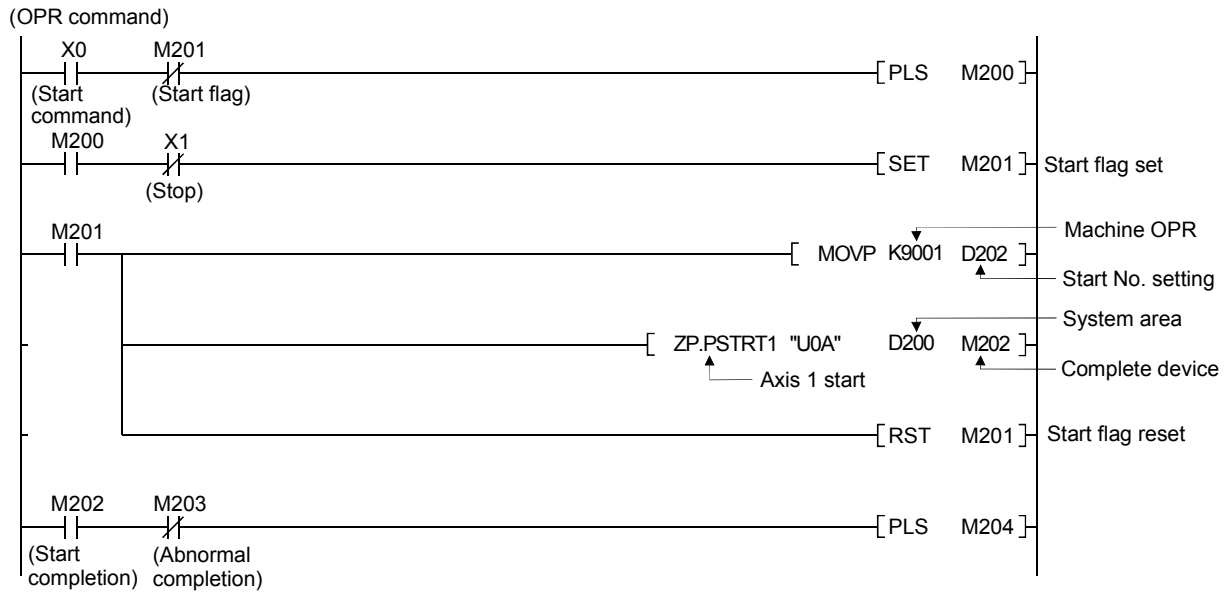 (OPR command)
X0 M201 [PLS M200]
(Start command) (Start flag)
M200 X1 [SET M201] Start flag set
(Stop)
Machine OPR
M201 [ MOVP K9001 D202 ]
Start No. setting
System area
[ ZP.PSTRT1 "U0A" D200 M202 ]
Complete device
Axis 1 start
[RST M201] Start flag reset
M202 M203 [PLS M204]
(Start completion) (Abnormal completion)